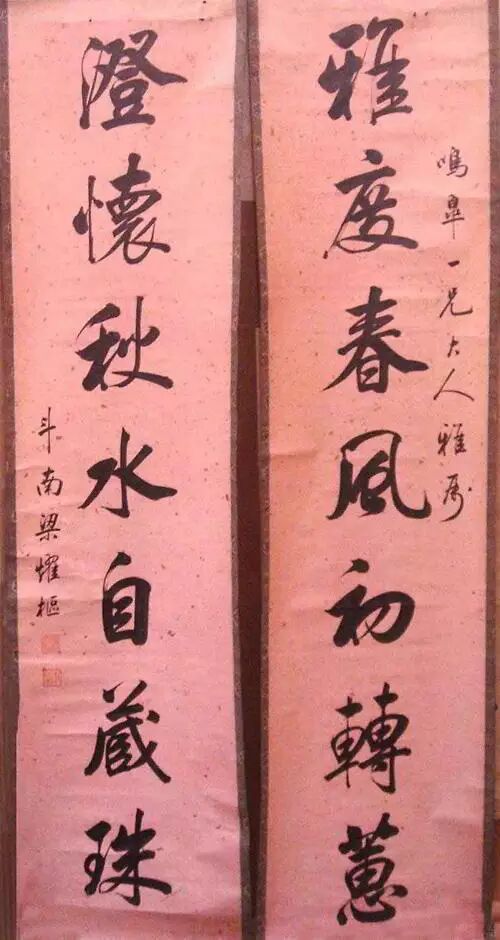 雅度春風初轉蕙
鳴皋一兄大人雅屬
澄懷秋水自蔵珠
斗南梁耀樞